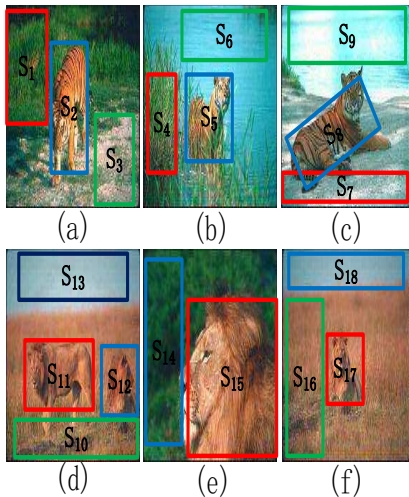 S1 S2 S3
S4 S5 S6
S7 S8 S9
(a) (b) (c)
S10 S11 S12 S13
S14 S15
S16 S17 S18
(d) (e) (f)